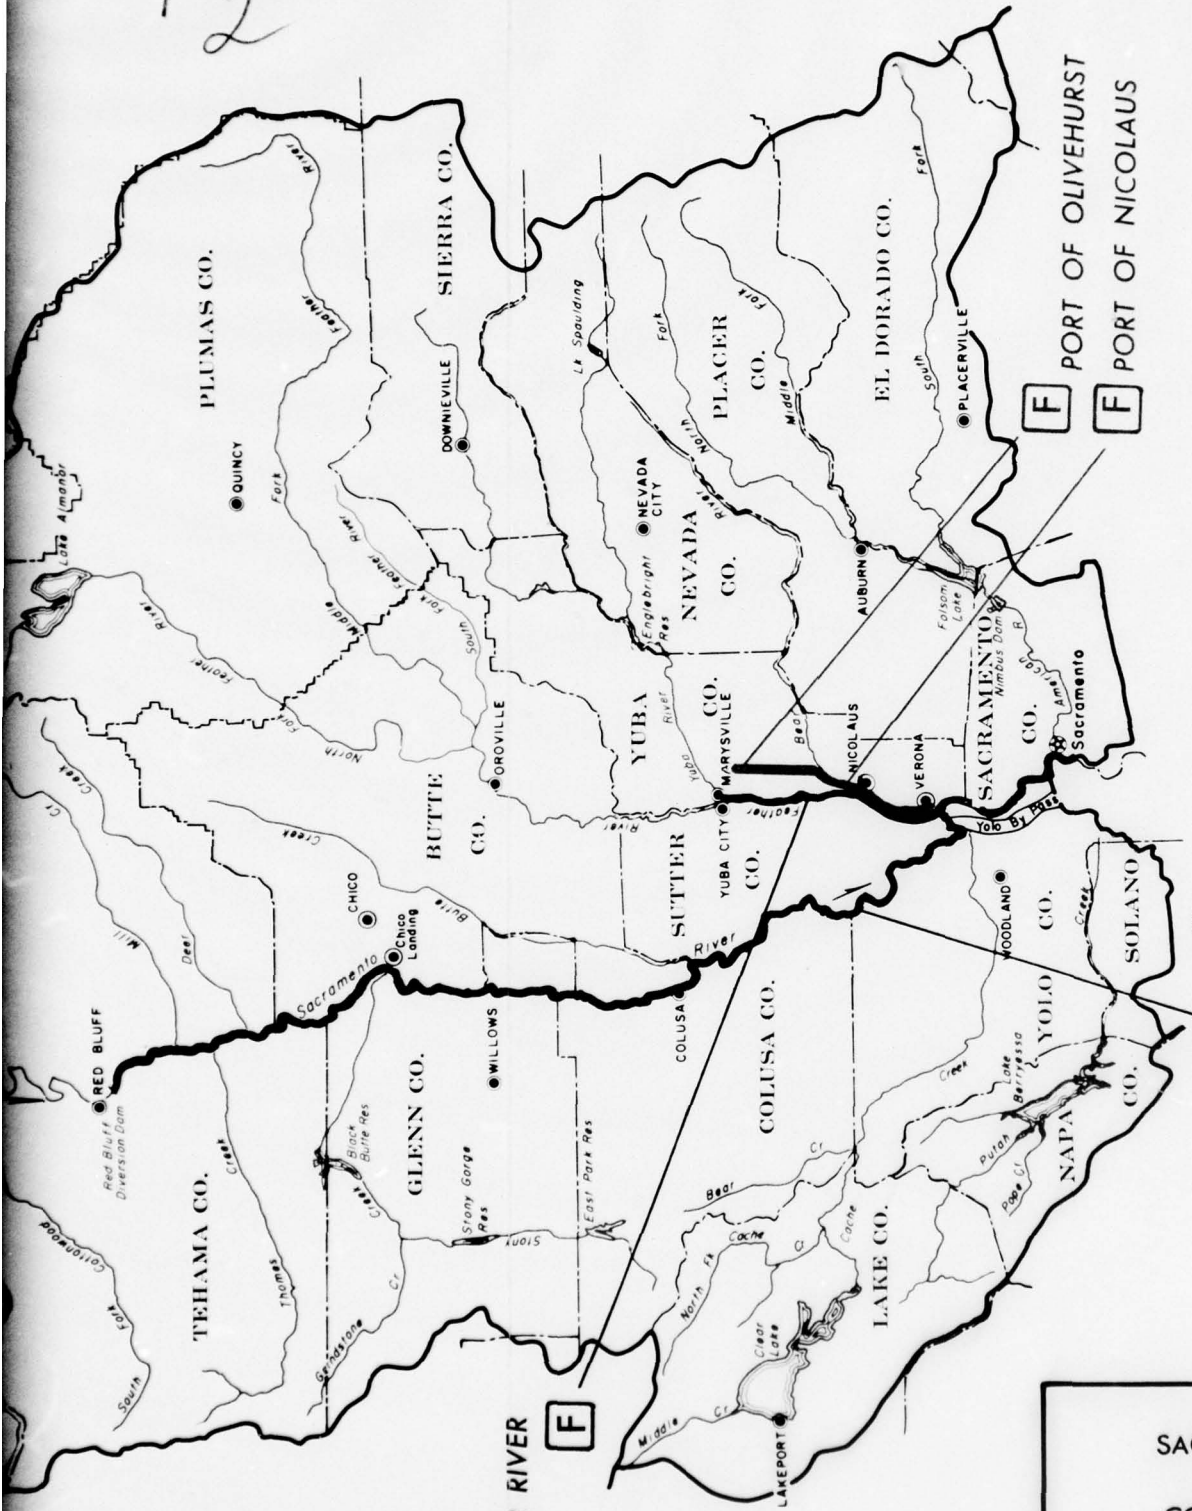 2
Lake Almanor
PLUMAS CO.
QUINCY
River
Feather
Fork
Middle
River
Feather
Fork
North
SIERRA CO.
DOWNIEVILLE
River
Feather
Fork
South
Lk Spaulding
NEVADA
CITY
NEVADA
CO.
River
Englebright
Res
PLACER
CO.
Fork
North
Fork
Middle
EL DORADO CO.
Fork
South
PLACERVILLE
AUBURN
Folsom
Lake
Nimbus Dam
American R
SACRAMENTO
CO.
Sacramento
F
PORT OF OLIVEHURST
F
PORT OF NICOLAUS
YUBA
CO.
Yuba
River
MARYSVILLE
Bear
NICOLAUS
VERONA
Yolo By Pass
OROVILLE
BUTTE
CO.
River
Feather
YUBA CITY
SUTTER
CO.
Creek
Butte
Cr
Mill
Creek
Deer
CHICO
Chico
Landing
Sacramento
River
RED BLUFF
Red Bluff
Diversion Dam
TEHAMA CO.
Creek
Thomas
Cottonwood
Fork
South
Black
Butte Res
GLENN CO.
WILLOWS
Creek
Stony
Stony Gorge
Res
East Park Res
Grindstone
Cr
COLUSA
COLUSA CO.
WOODLAND
YOLO
CO.
Creek
SOLANO
Creek
Lake
Berryessa
Putah
Pope Cr
NAPA
CO.
Bear
Cr
Cache
North Fk
Cache
Cr
LAKE CO.
Clear
Lake
Middle
Cr
LAKEPORT
RIVER
F